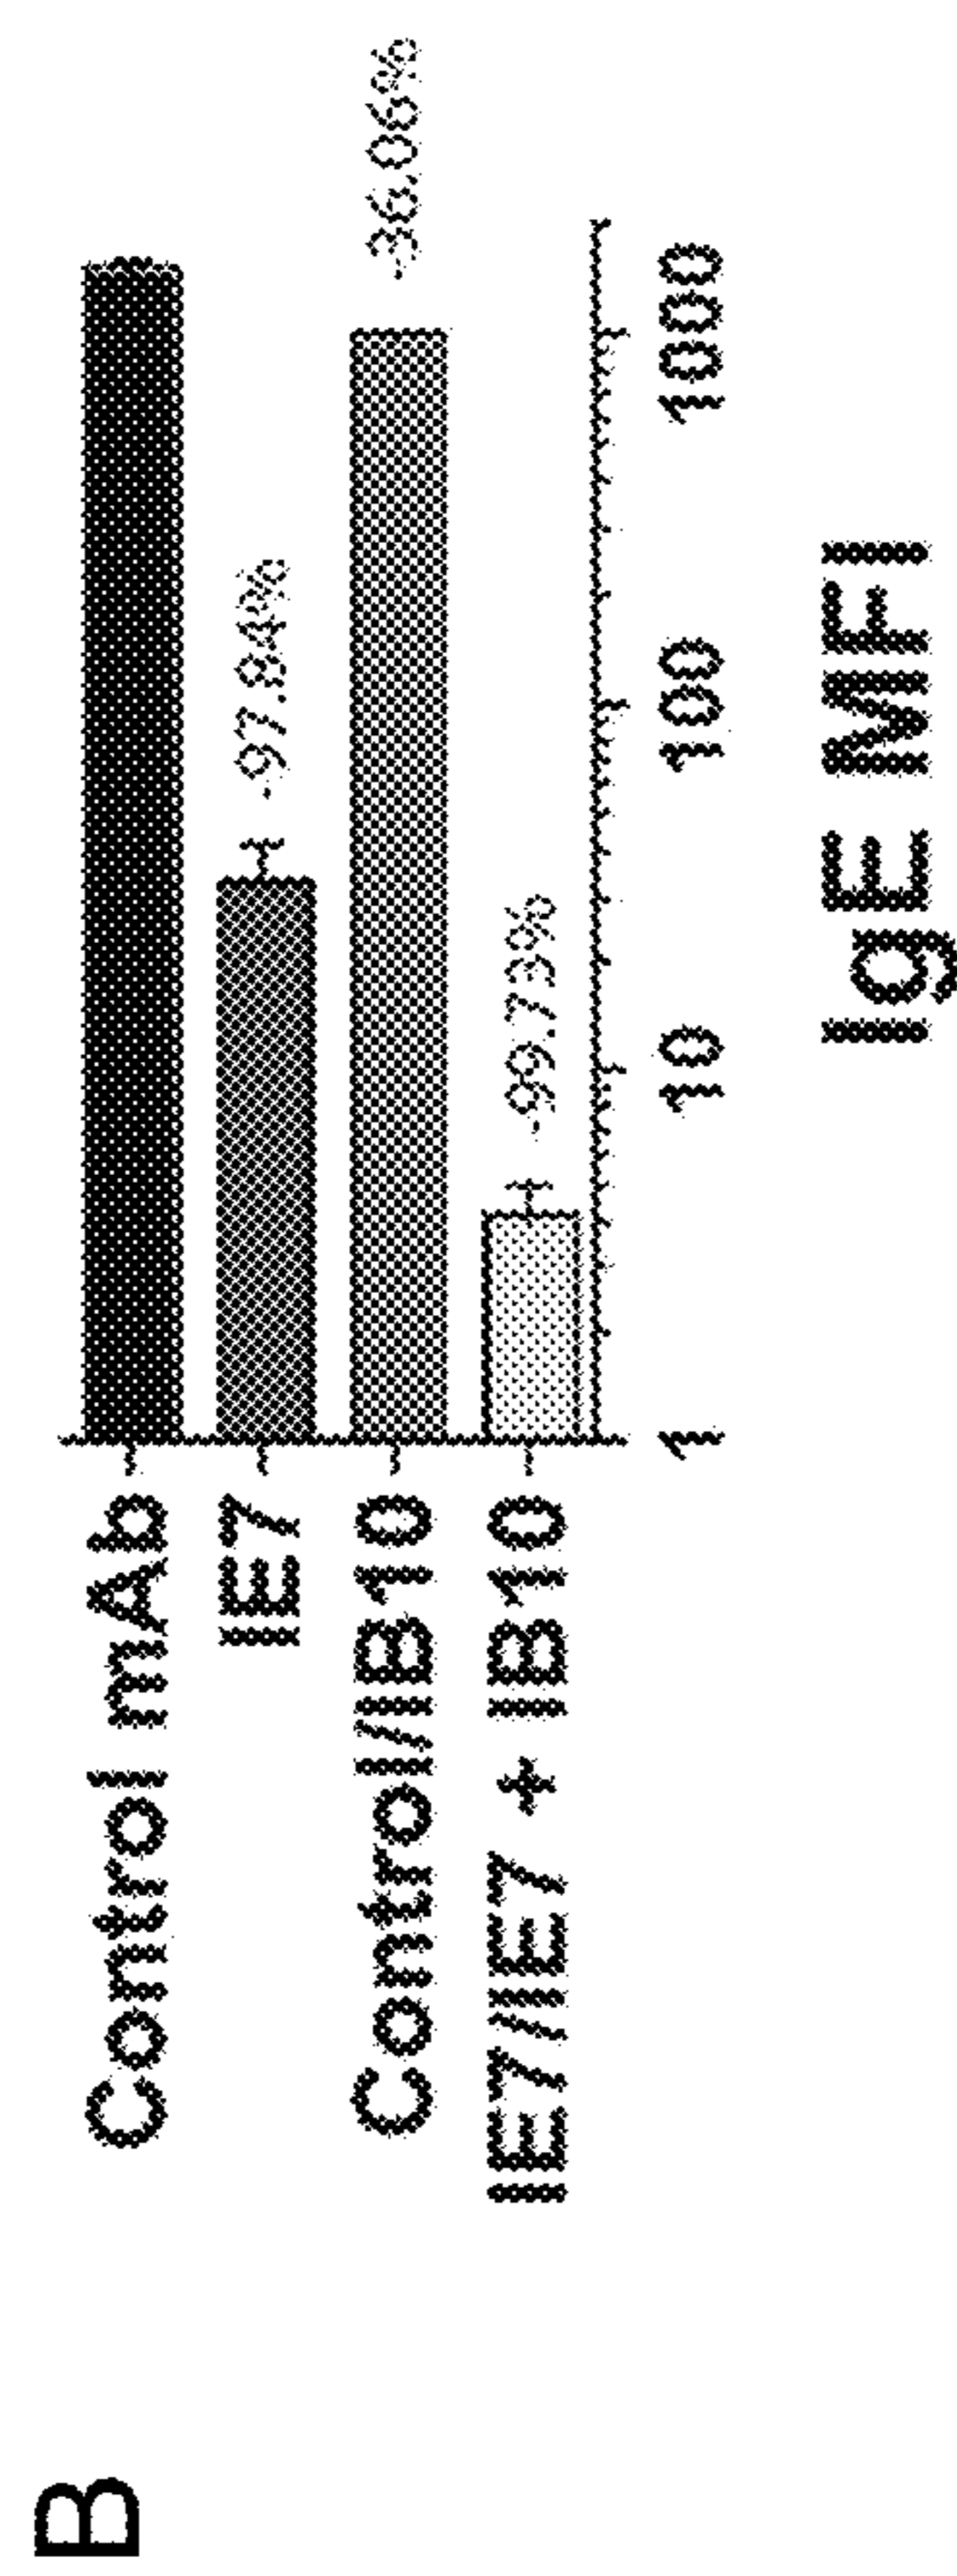 B
Control mAb
IE7
-97.84%
Control/IB10
-36.06%
IE7/IE7 + IB10
-99.73%
1
10
100
1000
IgE MFI